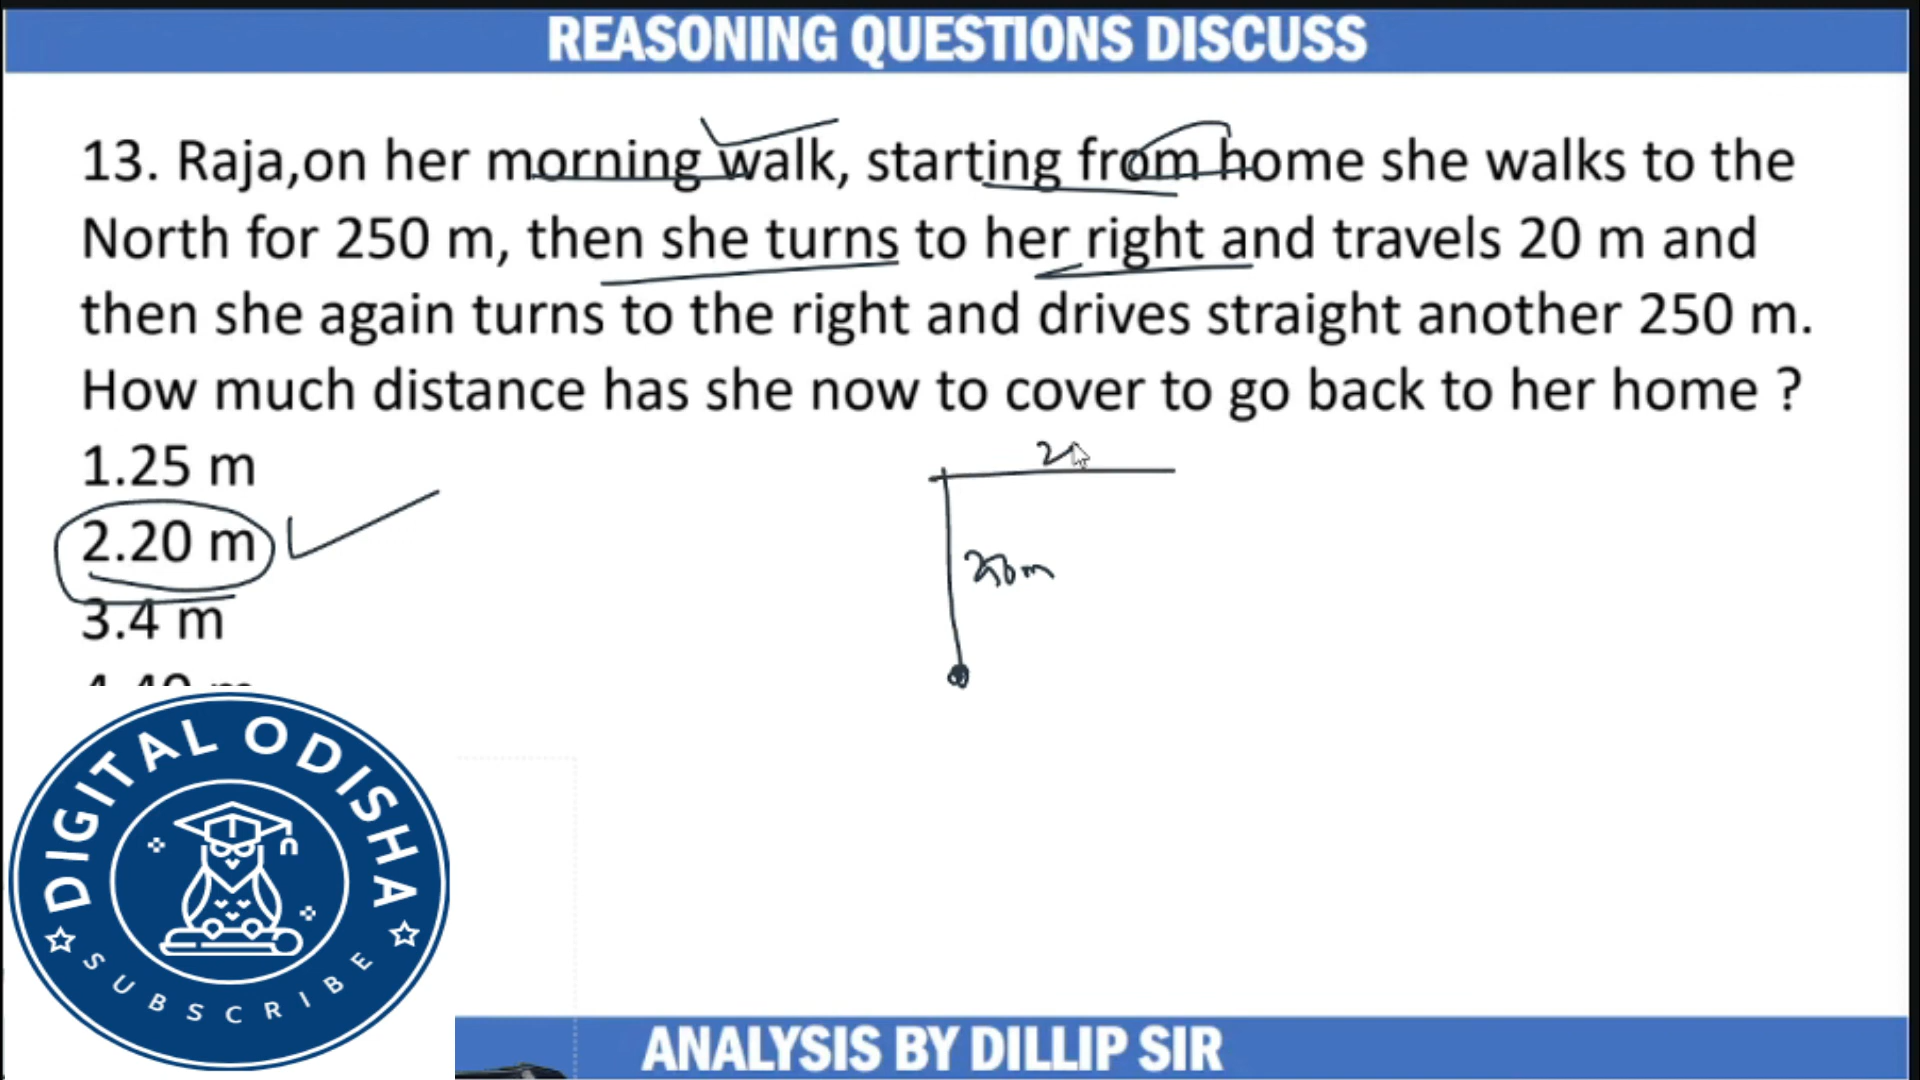 REASONING QUESTIONS DISCUSS
13. Raja,on her morning walk, starting from home she walks to the
North for 250 m, then she turns to her right and travels 20 m and
then she again turns to the right and drives straight another 250 m.
How much distance has she now to cover to go back to her home ?
1.25 m
2.20 m
3.4 m
DIGITAL ODISHA
SUBSCRIBE
ANALYSIS BY DILLIP SIR